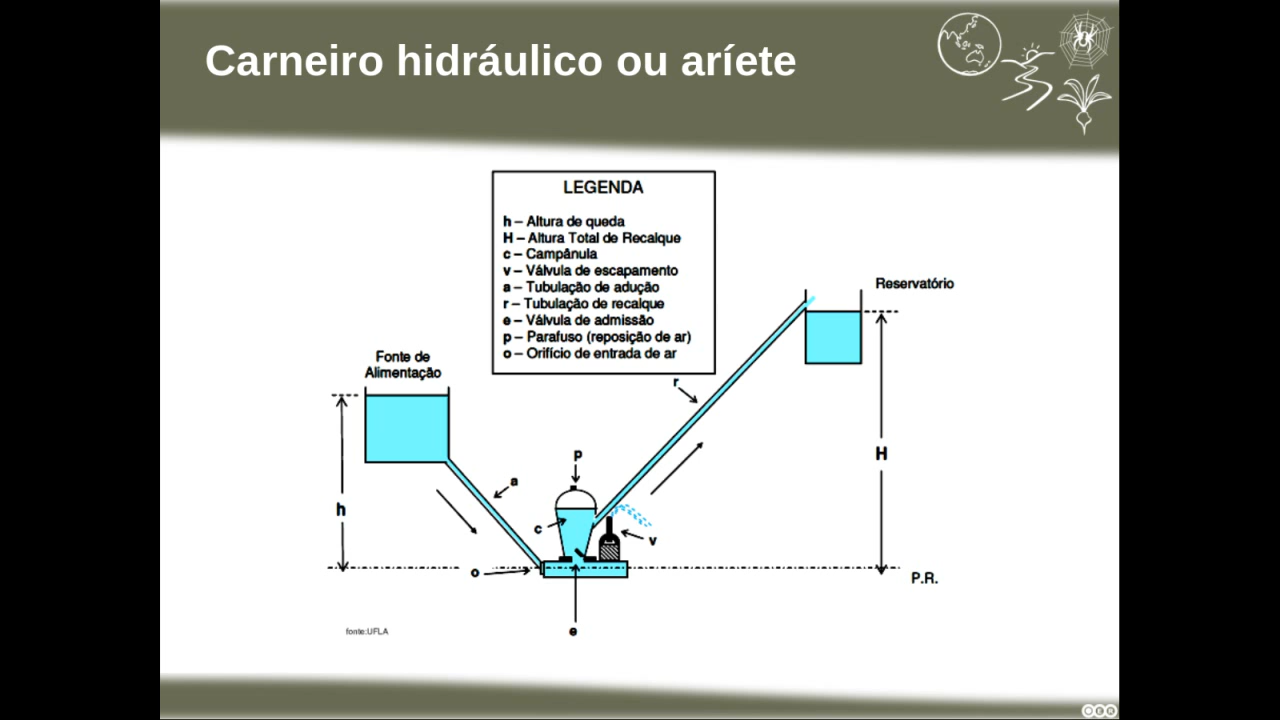 Carneiro hidráulico ou aríete
LEGENDA
h – Altura de queda
H – Altura Total de Recalque
c – Campânula
v – Válvula de escapamento
a – Tubulação de adução
r – Tubulação de recalque
e – Válvula de admissão
p – Parafuso (reposição de ar)
o – Orifício de entrada de ar
Reservatório
Fonte de
Alimentação
r
H
p
a
h
c
v
o
P.R.
e
fonte:UFLA
OER